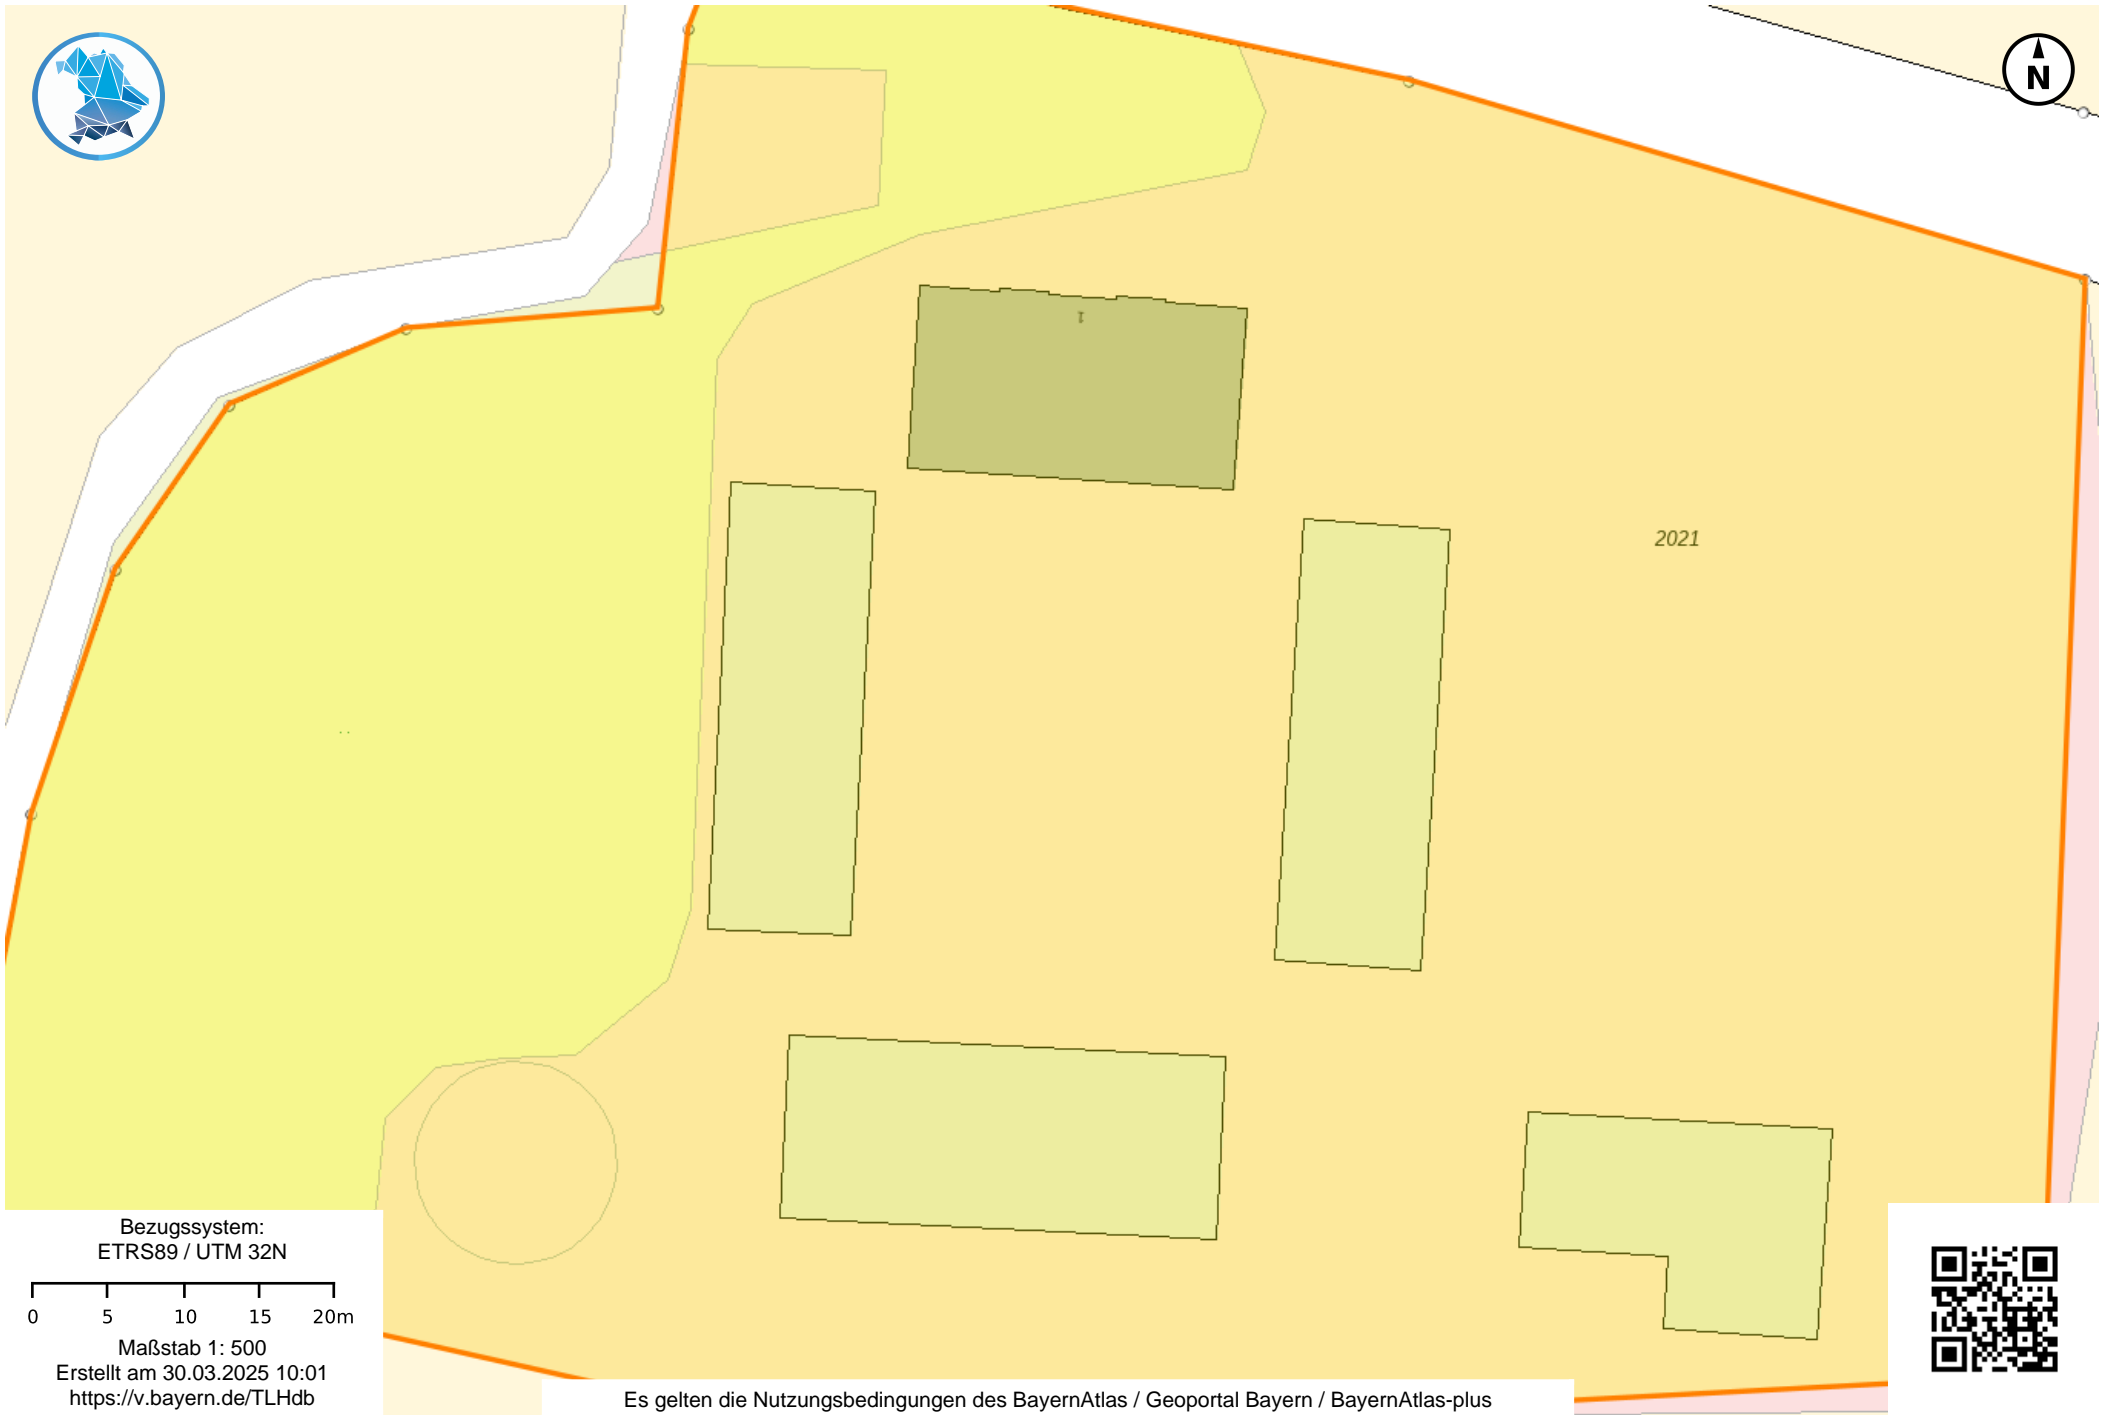 N
1
2021
Bezugssystem:
ETRS89 / UTM 32N
0 5 10 15 20m
Maßstab 1: 500
Erstellt am 30.03.2025 10:01
https://v.bayern.de/TLHdb
Es gelten die Nutzungsbedingungen des BayernAtlas / Geoportal Bayern / BayernAtlas-plus